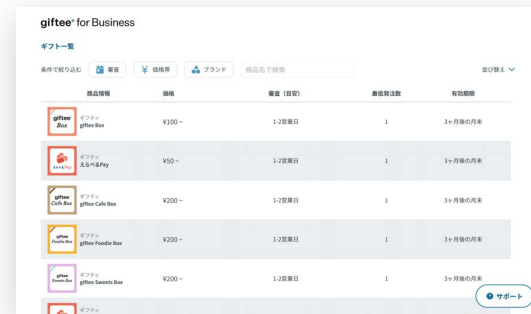 giftee® for Business
ギフト一覧
条件で絞り込む 審査 価格帯 ブランド 商品名で検索 並び替え
商品情報 価格 審査（目安） 最低発注数 有効期限
giftee Box ギフティ giftee Box ¥100 ~ 1-2営業日 1 3ヶ月後の月末
えらべるPay ギフティ えらべるPay ¥50 ~ 1-2営業日 1 3ヶ月後の月末
giftee Cafe Box ギフティ giftee Cafe Box ¥200 ~ 1-2営業日 1 3ヶ月後の月末
giftee Foodie Box ギフティ giftee Foodie Box ¥200 ~ 1-2営業日 1 3ヶ月後の月末
giftee Sweets Box ギフティ giftee Sweets Box ¥200 ~ 1-2営業日 1 3ヶ月後の月末
サポート
ギフティ